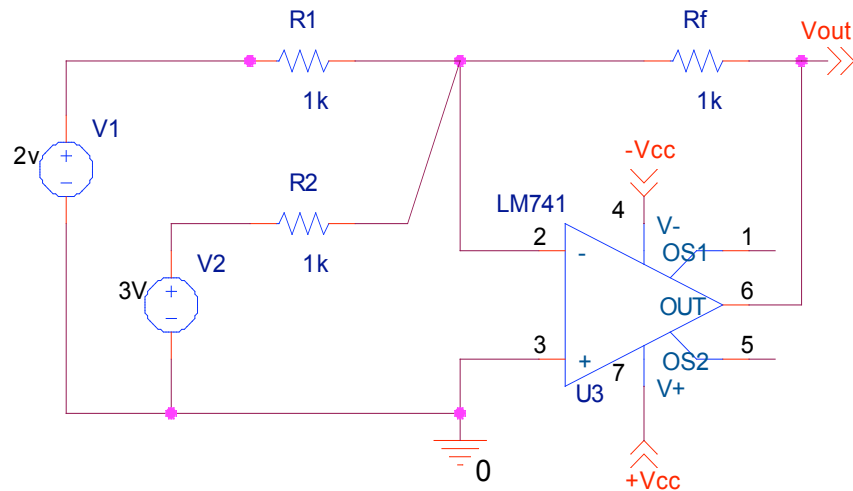 R1
Rf
Vout
1k
1k
V1
2v
+
-
-Vcc
R2
LM741
4
V-
2
-
OS1
1
V2
1k
3V
+
-
OUT
6
3
+
7
OS2
5
U3
V+
0
+Vcc